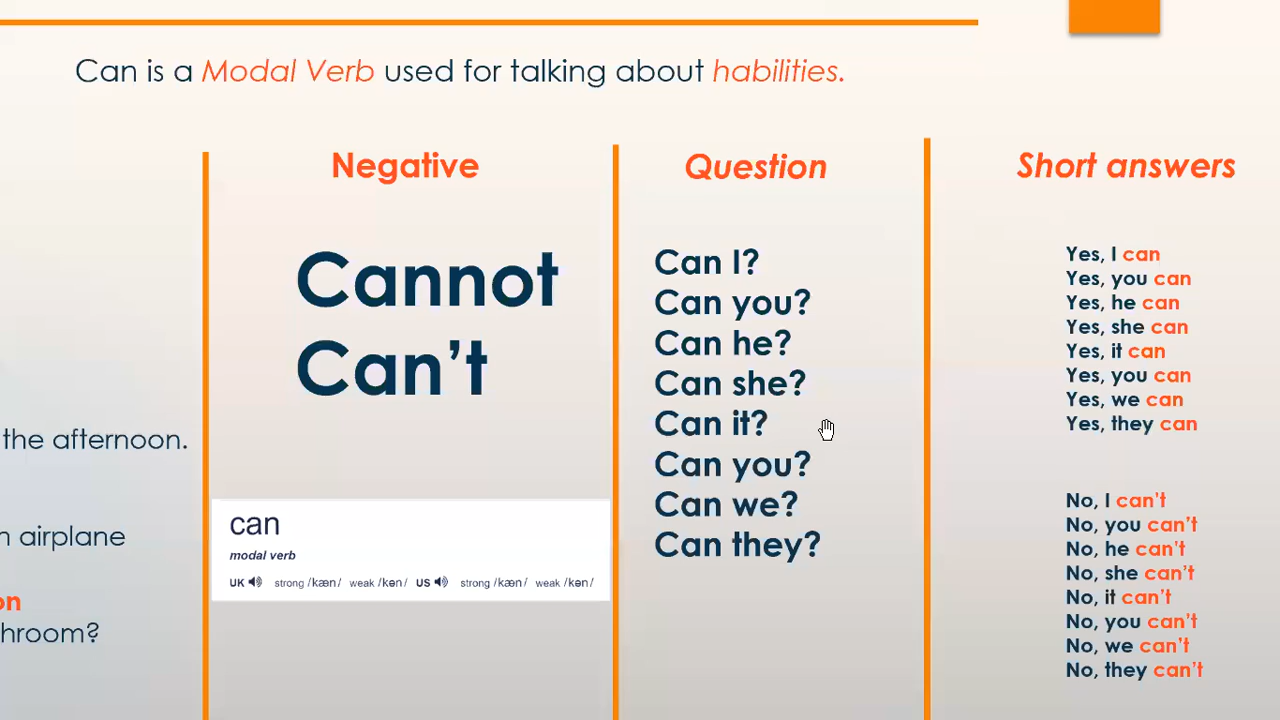 Can is a Modal Verb used for talking about habilities.
the afternoon.
airplane
Negative
Cannot
Can't
can
modal verb
UK strong /kæn/ weak /kən/ US strong /kæn/ weak /kən/
Question
Can I?
Can you?
Can he?
Can she?
Can it?
Can you?
Can we?
Can they?
Short answers
Yes, I can
Yes, you can
Yes, he can
Yes, she can
Yes, it can
Yes, you can
Yes, we can
Yes, they can
No, I can't
No, you can't
No, he can't
No, she can't
No, it can't
No, you can't
No, we can't
No, they can't